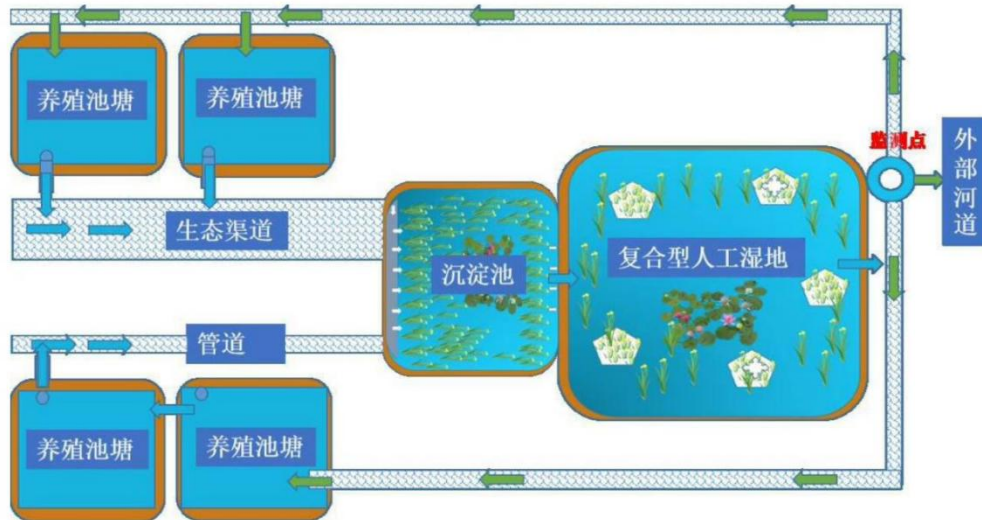 养殖池塘
养殖池塘
监测点
外部河道
生态渠道
沉淀池
复合型人工湿地
管道
养殖池塘
养殖池塘